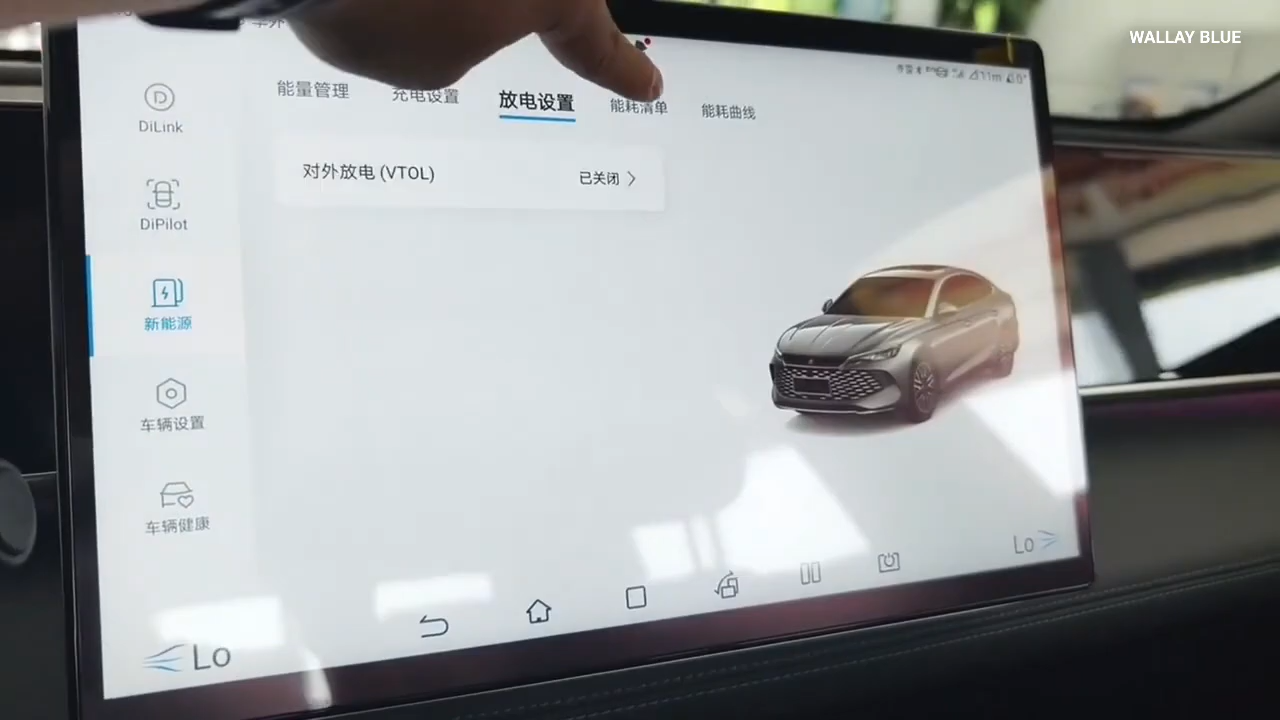 WALLAY BLUE
能量管理
充电设置
放电设置
能耗清单
能耗曲线
DiLink
对外放电 (VTOL)
已关闭
DiPilot
新能源
车辆设置
车辆健康
Lo
Lo